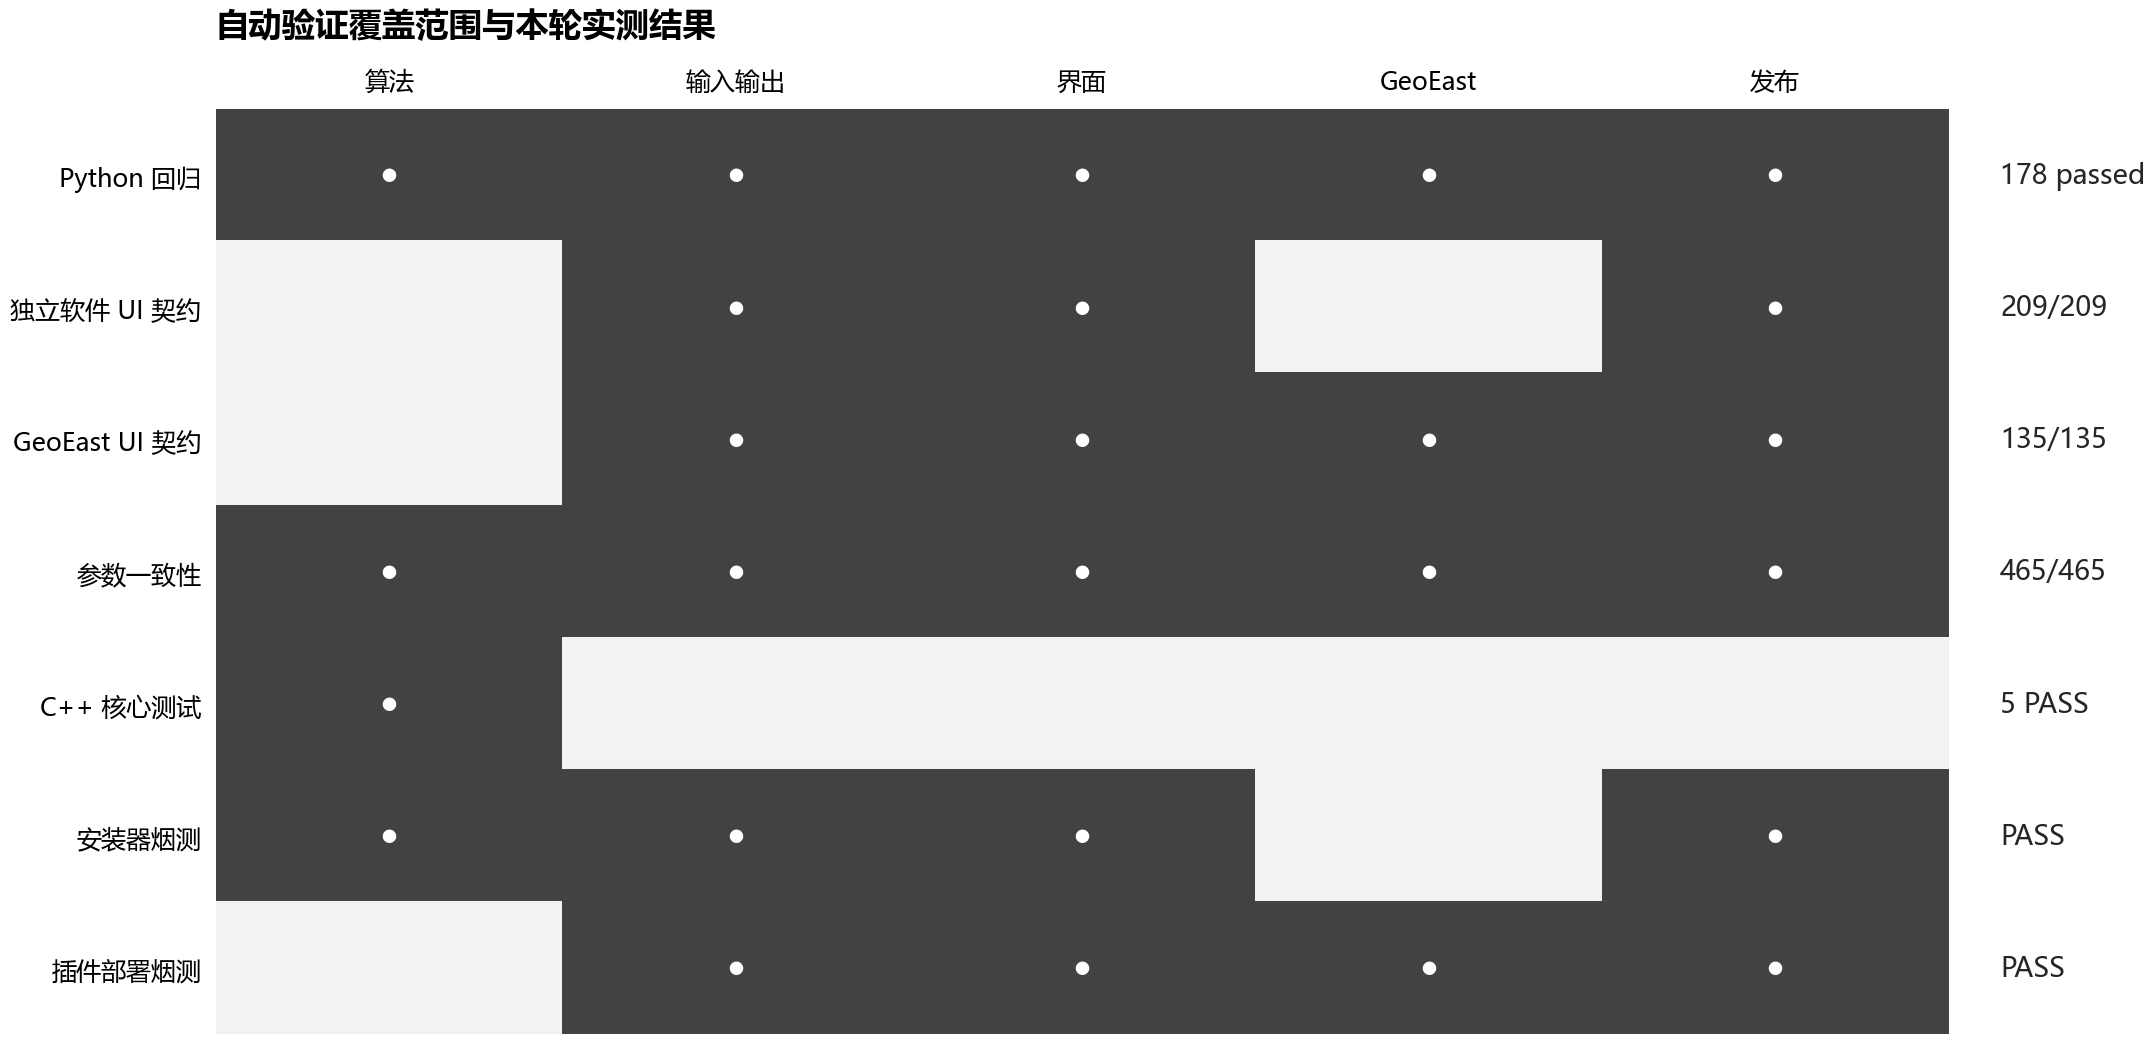 自动验证覆盖范围与本轮实测结果
算法 输入输出 界面 GeoEast 发布
Python 回归 178 passed
独立软件 UI 契约 209/209
GeoEast UI 契约 135/135
参数一致性 465/465
C++ 核心测试 5 PASS
安装器烟测 PASS
插件部署烟测 PASS